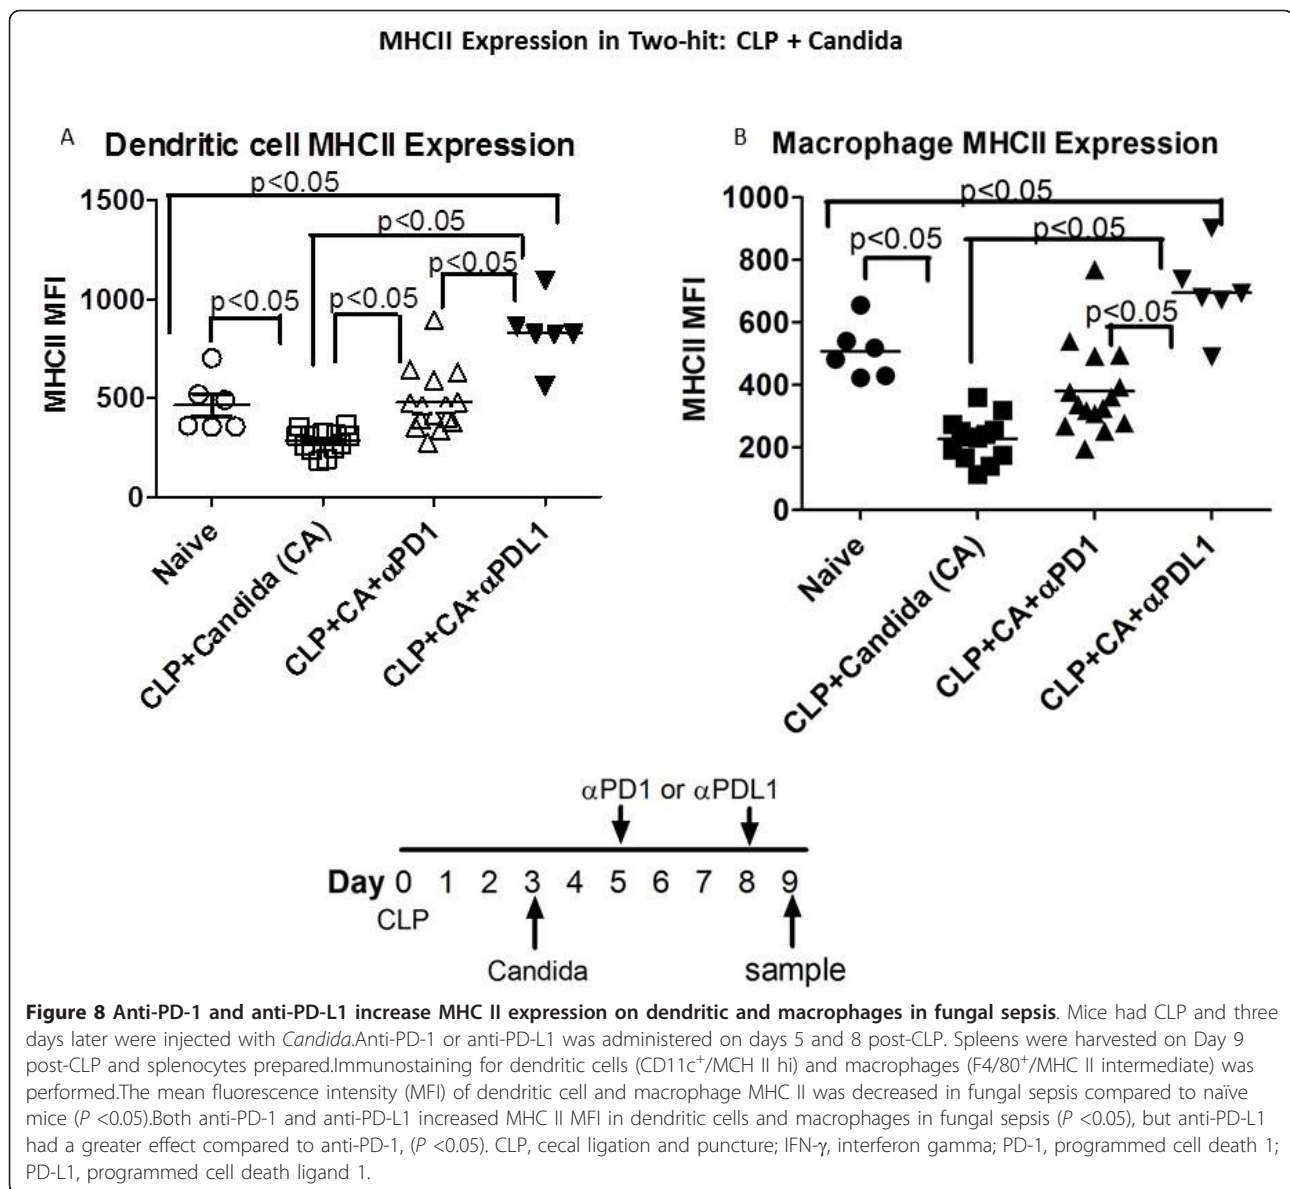 MHCII Expression in Two-hit: CLP + Candida
A Dendritic cell MHCII Expression
p<0.05
p<0.05
p<0.05
p<0.05
p<0.05
MHCII MFI
1500
1000
500
0
Naive
CLP+Candida (CA)
CLP+CA+αPD1
CLP+CA+αPDL1
B Macrophage MHCII Expression
p<0.05
p<0.05
p<0.05
p<0.05
MHCII MFI
1000
800
600
400
200
0
Naive
CLP+Candida (CA)
CLP+CA+αPD1
CLP+CA+αPDL1
αPD1 or αPDL1
Day 0 1 2 3 4 5 6 7 8 9
CLP
Candida
sample
Figure 8 Anti-PD-1 and anti-PD-L1 increase MHC II expression on dendritic and macrophages in fungal sepsis. Mice had CLP and three
days later were injected with Candida.Anti-PD-1 or anti-PD-L1 was administered on days 5 and 8 post-CLP. Spleens were harvested on Day 9
post-CLP and splenocytes prepared.Immunostaining for dendritic cells (CD11c⁺/MCH II hi) and macrophages (F4/80⁺/MHC II intermediate) was
performed.The mean fluorescence intensity (MFI) of dendritic cell and macrophage MHC II was decreased in fungal sepsis compared to naïve
mice (P <0.05).Both anti-PD-1 and anti-PD-L1 increased MHC II MFI in dendritic cells and macrophages in fungal sepsis (P <0.05), but anti-PD-L1
had a greater effect compared to anti-PD-1, (P <0.05). CLP, cecal ligation and puncture; IFN-γ, interferon gamma; PD-1, programmed cell death 1;
PD-L1, programmed cell death ligand 1.